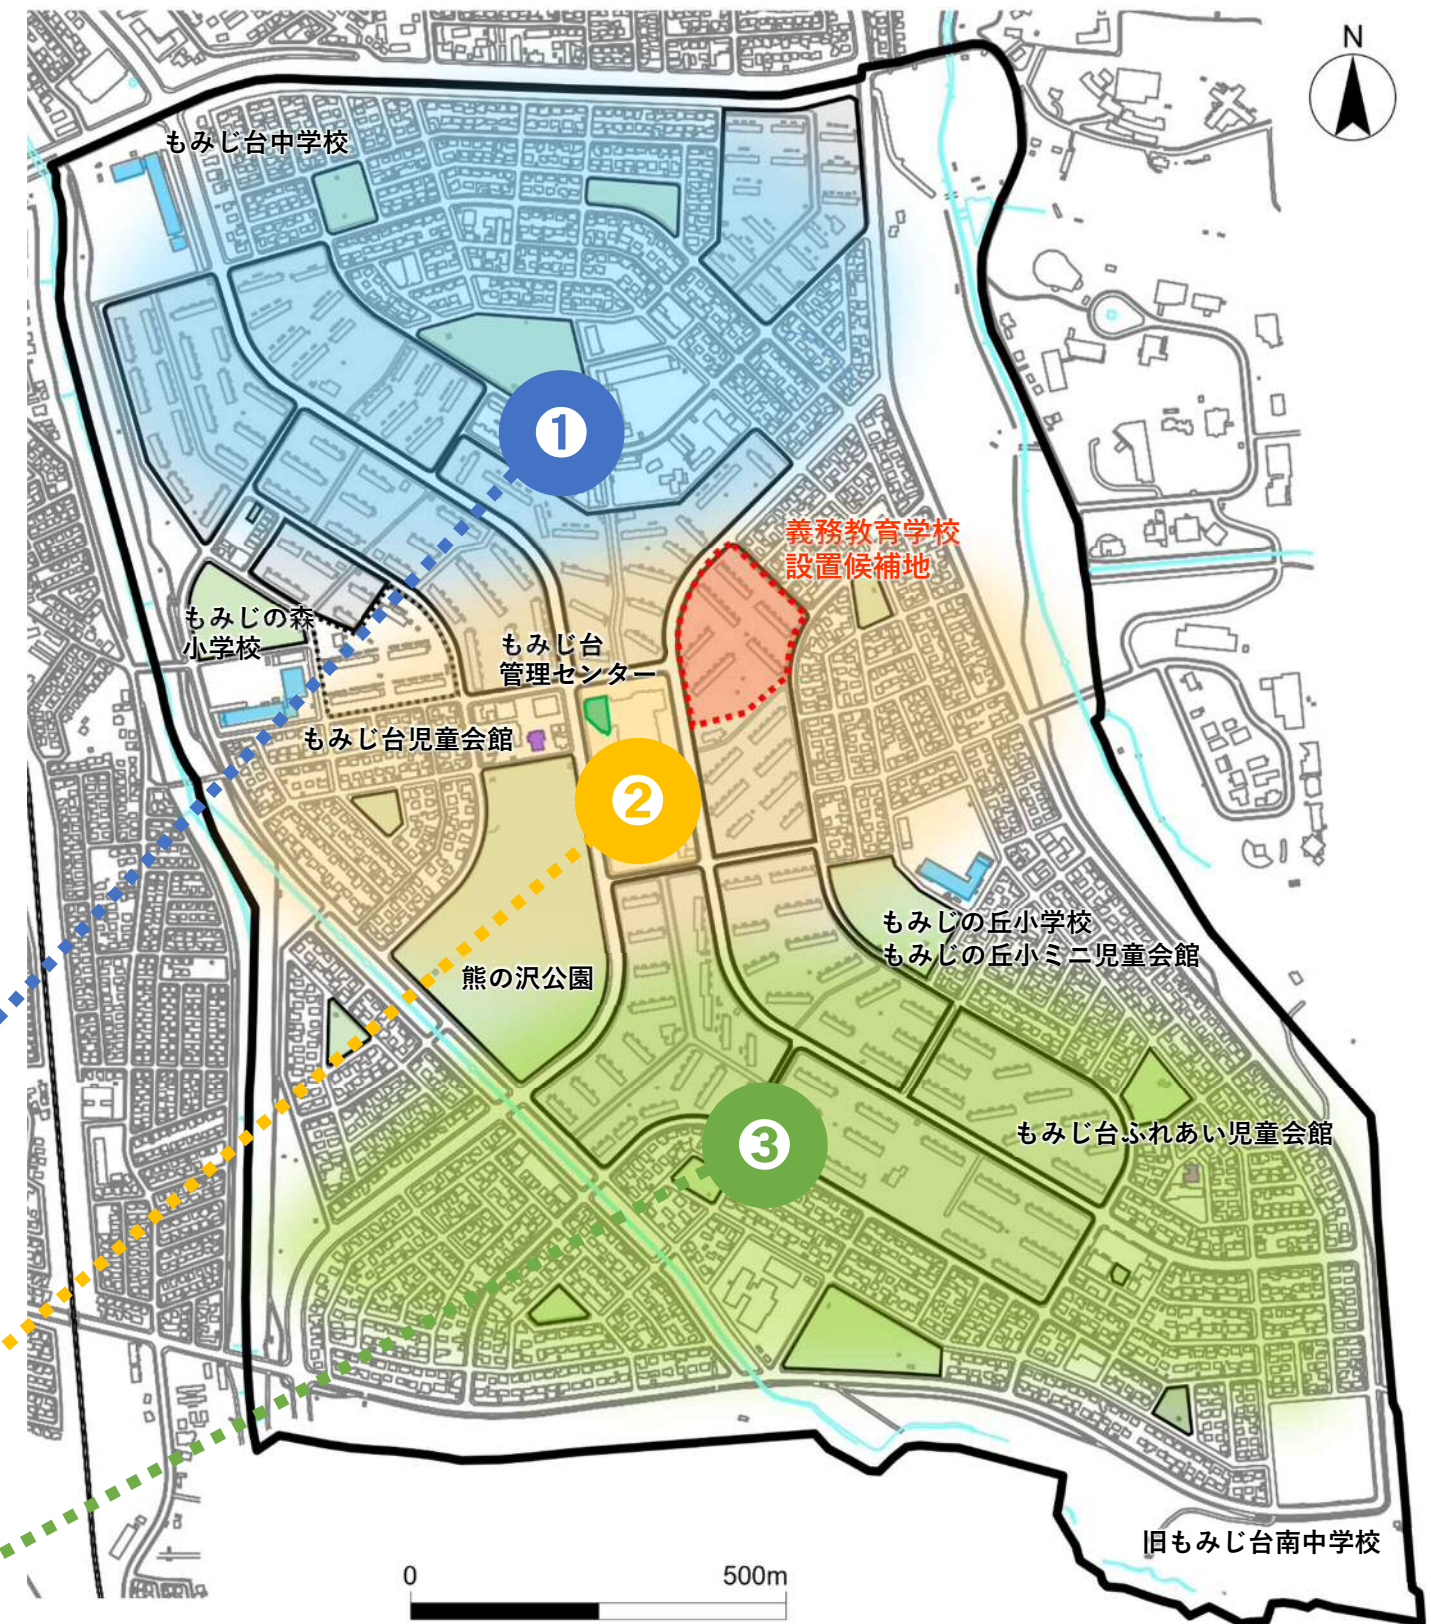 N
もみじ台中学校
❶
義務教育学校
設置候補地
もみじの森
小学校
もみじ台
管理センター
もみじ台児童会館
❷
もみじの丘小学校
もみじの丘小ミニ児童会館
熊の沢公園
もみじ台ふれあい児童会館
❸
旧もみじ台南中学校
0 500m